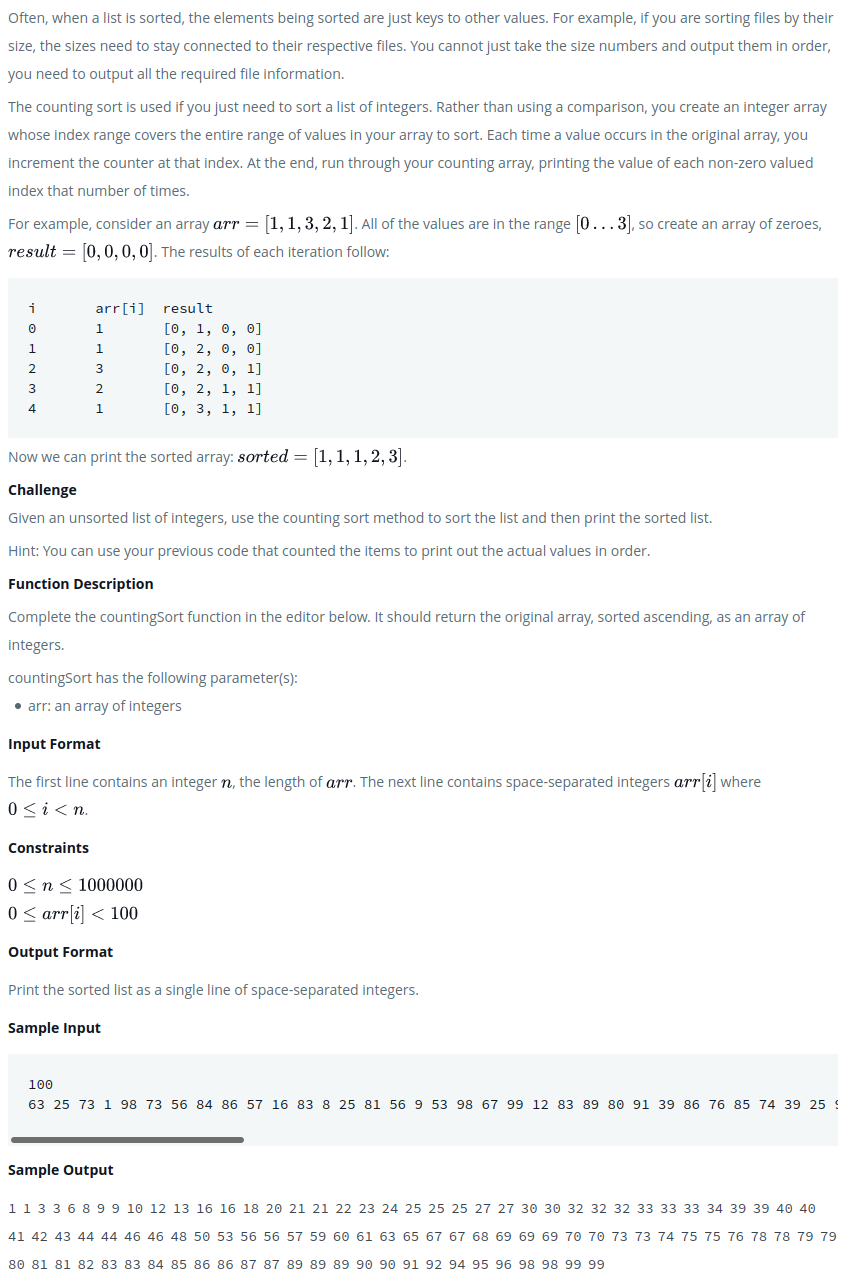 Often, when a list is sorted, the elements being sorted are just keys to other values. For example, if you are sorting files by their
size, the sizes need to stay connected to their respective files. You cannot just take the size numbers and output them in order,
you need to output all the required file information.
The counting sort is used if you just need to sort a list of integers. Rather than using a comparison, you create an integer array
whose index range covers the entire range of values in your array to sort. Each time a value occurs in the original array, you
increment the counter at that index. At the end, run through your counting array, printing the value of each non-zero valued
index that number of times.
For example, consider an array arr = [1, 1, 3, 2, 1]. All of the values are in the range [0 . . . 3], so create an array of zeroes,
result = [0, 0, 0, 0]. The results of each iteration follow:
i arr[i] result
0 1 [0, 1, 0, 0]
1 1 [0, 2, 0, 0]
2 3 [0, 2, 0, 1]
3 2 [0, 2, 1, 1]
4 1 [0, 3, 1, 1]
Now we can print the sorted array: sorted = [1, 1, 1, 2, 3].
Challenge
Given an unsorted list of integers, use the counting sort method to sort the list and then print the sorted list.
Hint: You can use your previous code that counted the items to print out the actual values in order.
Function Description
Complete the countingSort function in the editor below. It should return the original array, sorted ascending, as an array of
integers.
countingSort has the following parameter(s):
• arr: an array of integers
Input Format
The first line contains an integer n, the length of arr. The next line contains space-separated integers arr[i] where
0 ≤ i < n.
Constraints
0 ≤ n ≤ 1000000
0 ≤ arr[i] < 100
Output Format
Print the sorted list as a single line of space-separated integers.
Sample Input
100
63 25 73 1 98 73 56 84 86 57 16 83 8 25 81 56 9 53 98 67 99 12 83 89 80 91 39 86 76 85 74 39 25
Sample Output
1 1 3 3 6 8 9 9 10 12 13 16 16 18 20 21 21 22 23 24 25 25 25 27 27 30 30 32 32 32 33 33 33 34 39 39 40 40
41 42 43 44 44 46 46 48 50 53 56 56 57 59 60 61 63 65 67 67 68 69 69 69 70 70 73 73 74 75 75 76 78 78 79 79
80 81 81 82 83 83 84 85 86 86 87 87 89 89 89 90 90 91 92 94 95 96 98 98 99 99